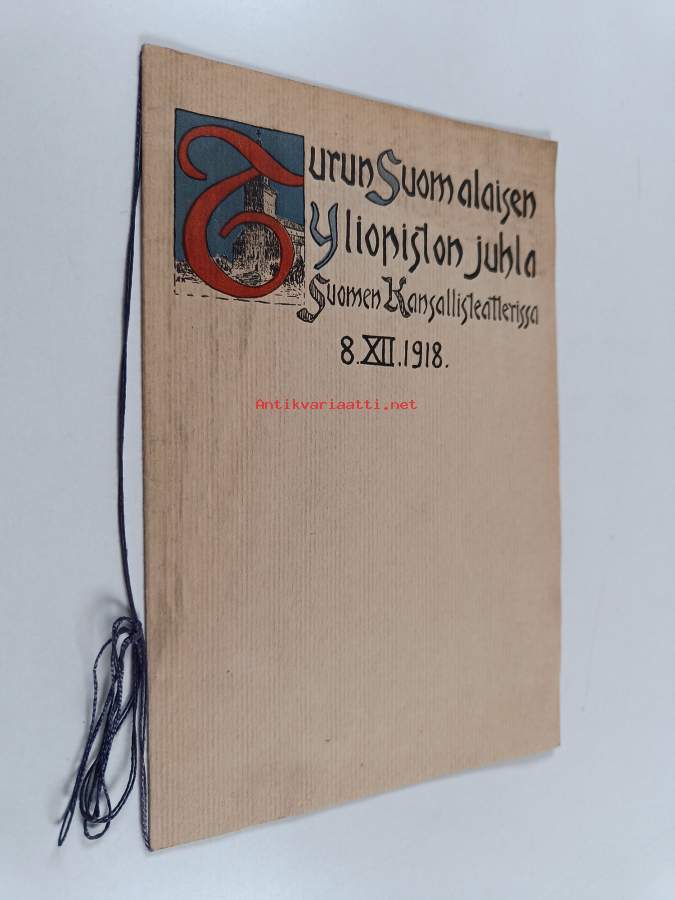 Turun Suomalaisen
Yliopiston juhla
Suomen Kansallisteatterissa
8.XII.1918.
Antikvariaatti.net